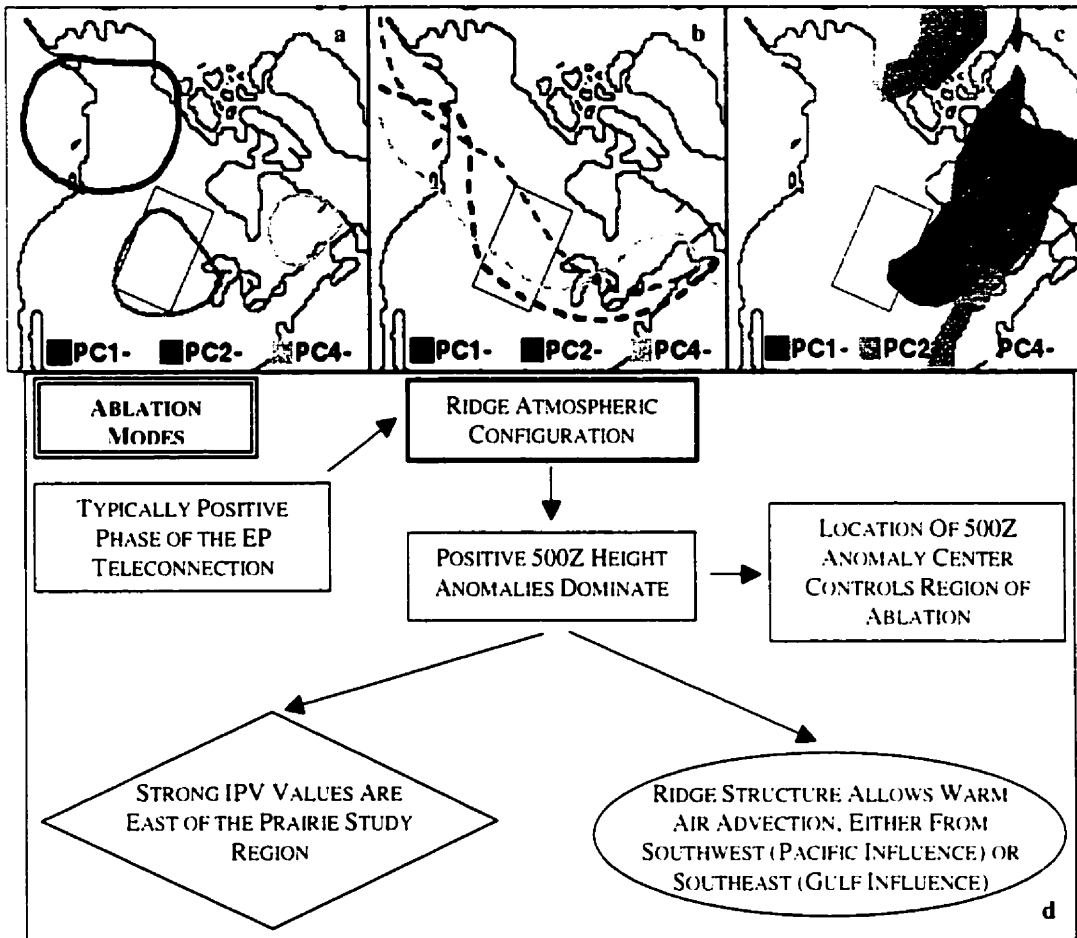 a
b
c
PC1- PC2- PC4-
PC1- PC2- PC4-
PC1- PC2 PC4-
ABLATION
MODES
RIDGE ATMOSPHERIC
CONFIGURATION
TYPICALLY POSITIVE
PHASE OF THE EP
TELECONNECTION
POSITIVE 500Z HEIGHT
ANOMALIES DOMINATE
LOCATION OF 500Z
ANOMALY CENTER
CONTROLS REGION OF
ABLATION
STRONG IPV VALUES ARE
EAST OF THE PRAIRIE STUDY
REGION
RIDGE STRUCTURE ALLOWS WARM
AIR ADVECTION, EITHER FROM
SOUTHWEST (PACIFIC INFLUENCE) OR
SOUTHEAST (GULF INFLUENCE)
d